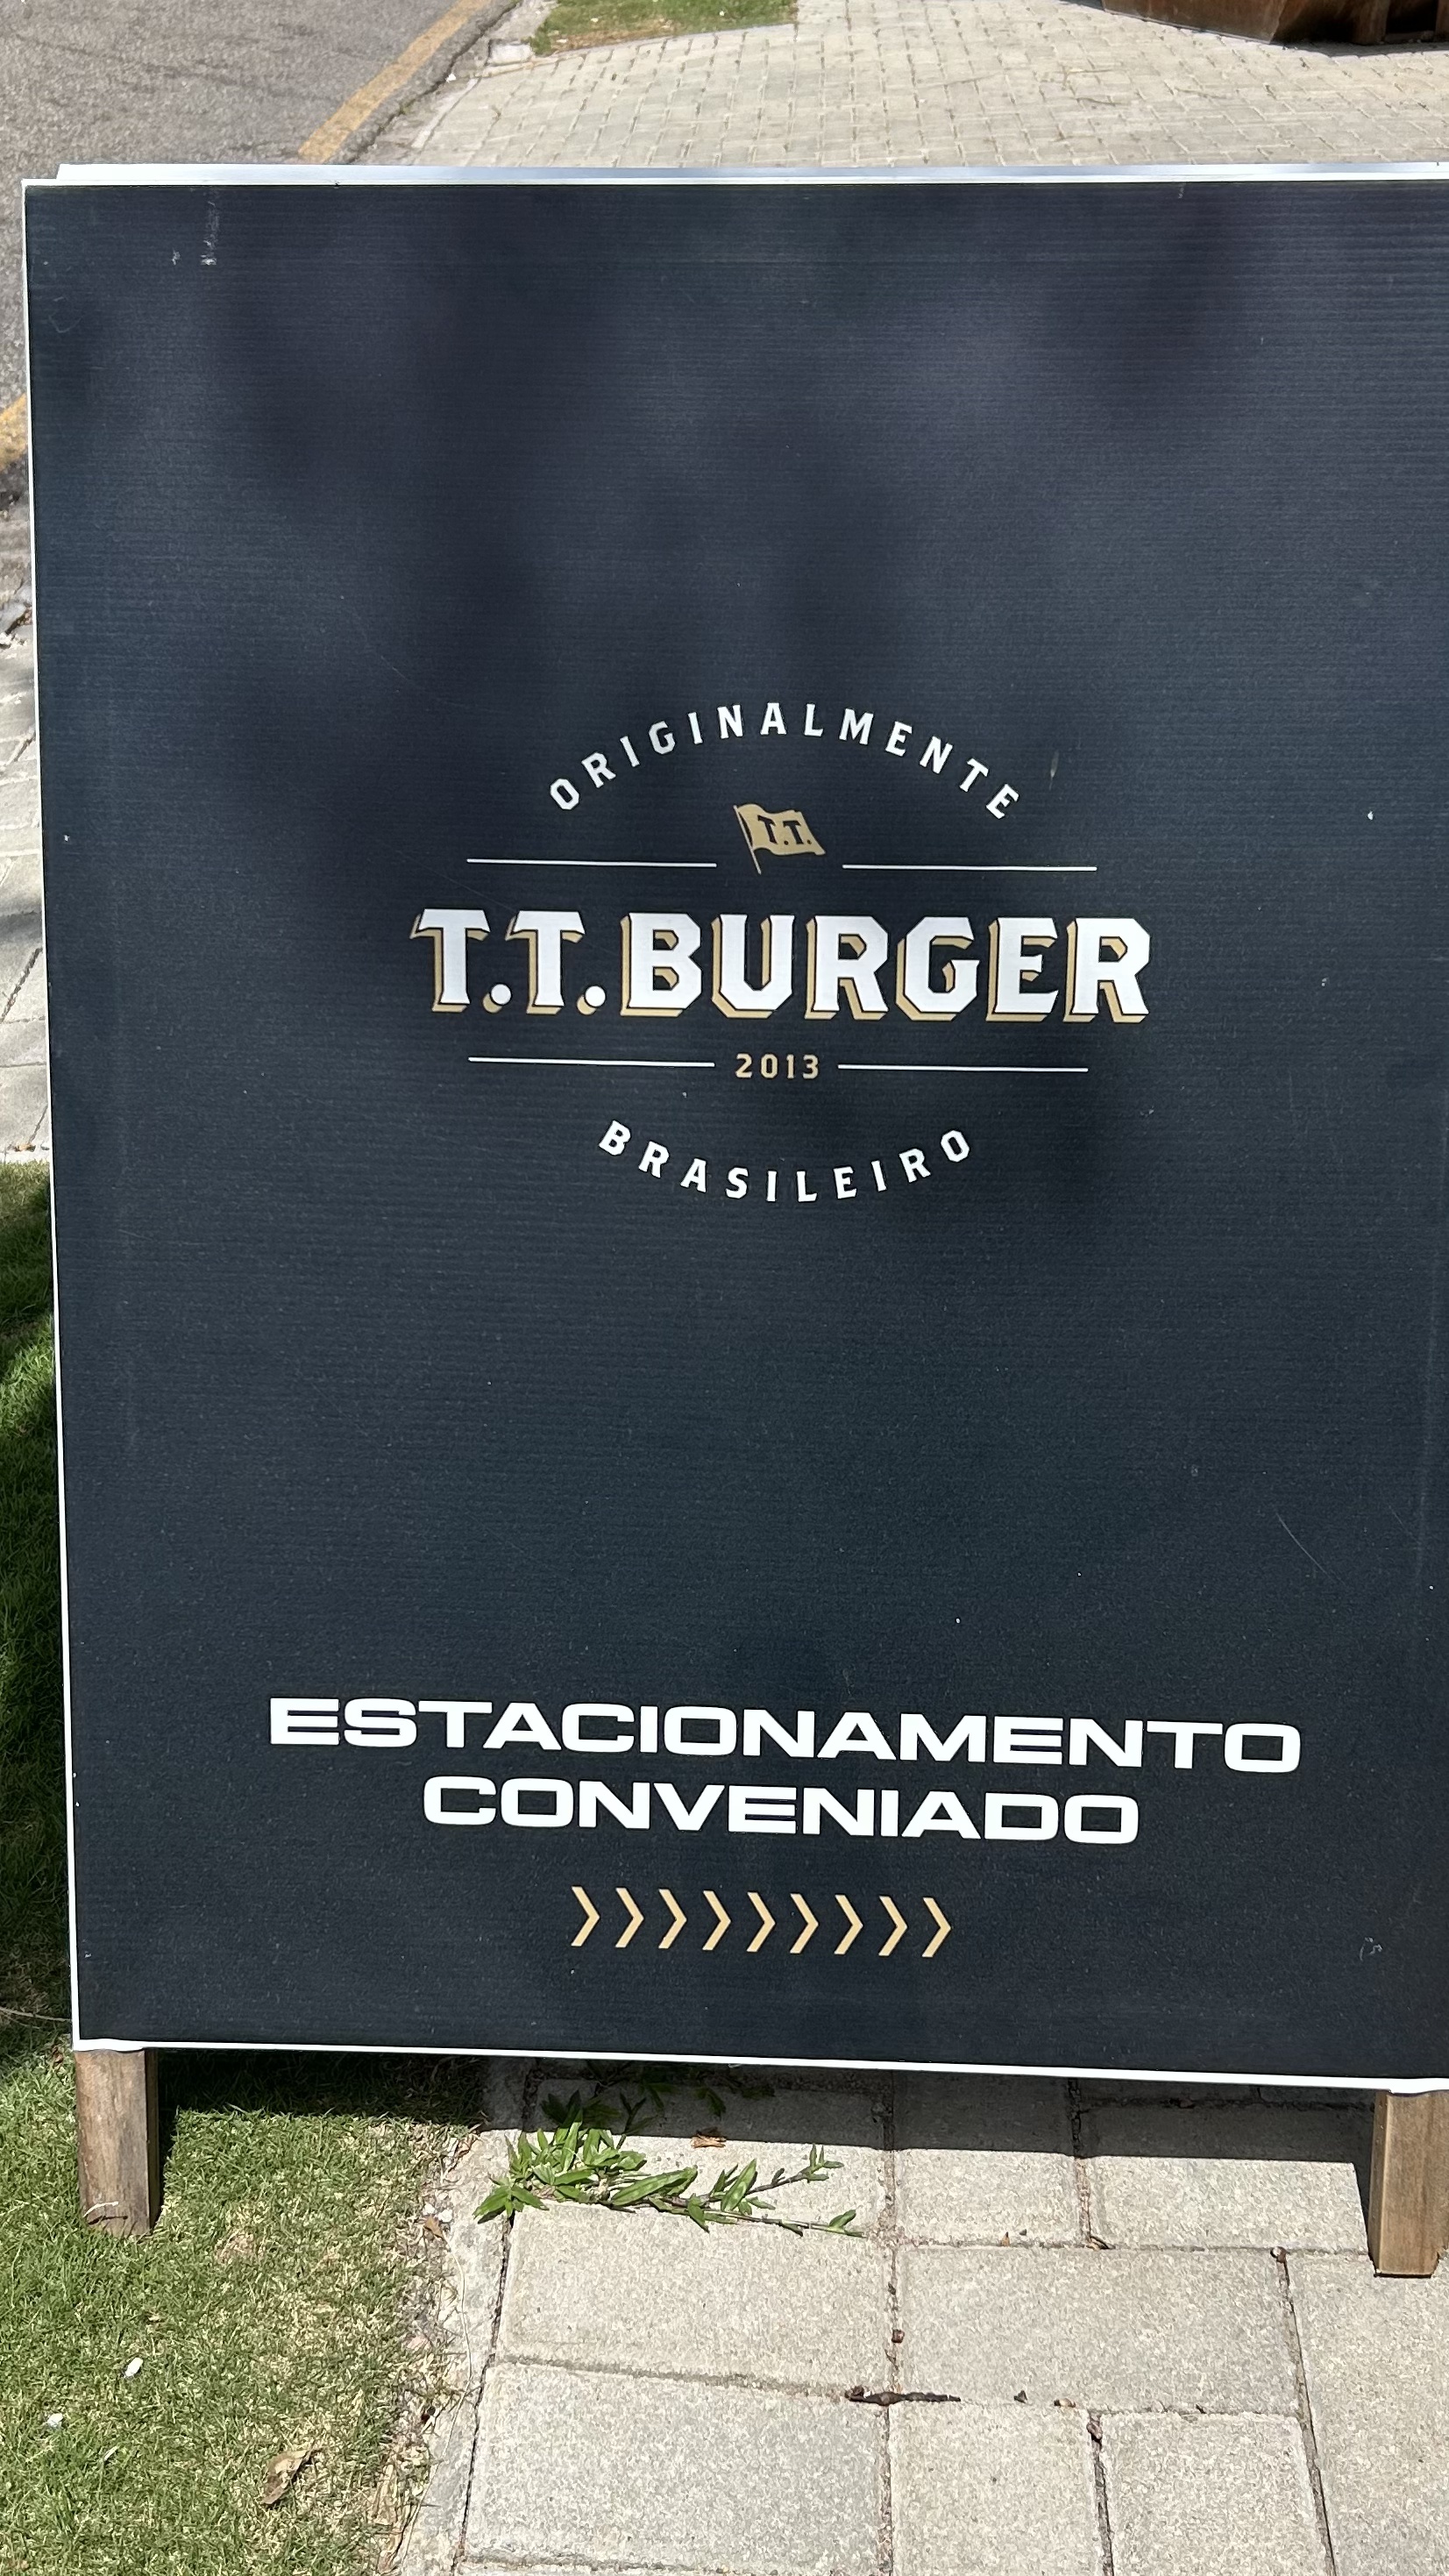 ORIGINALMENTE
T.T.
T.T.BURGER
2013
BRASILEIRO
ESTACIONAMENTO
CONVENIADO